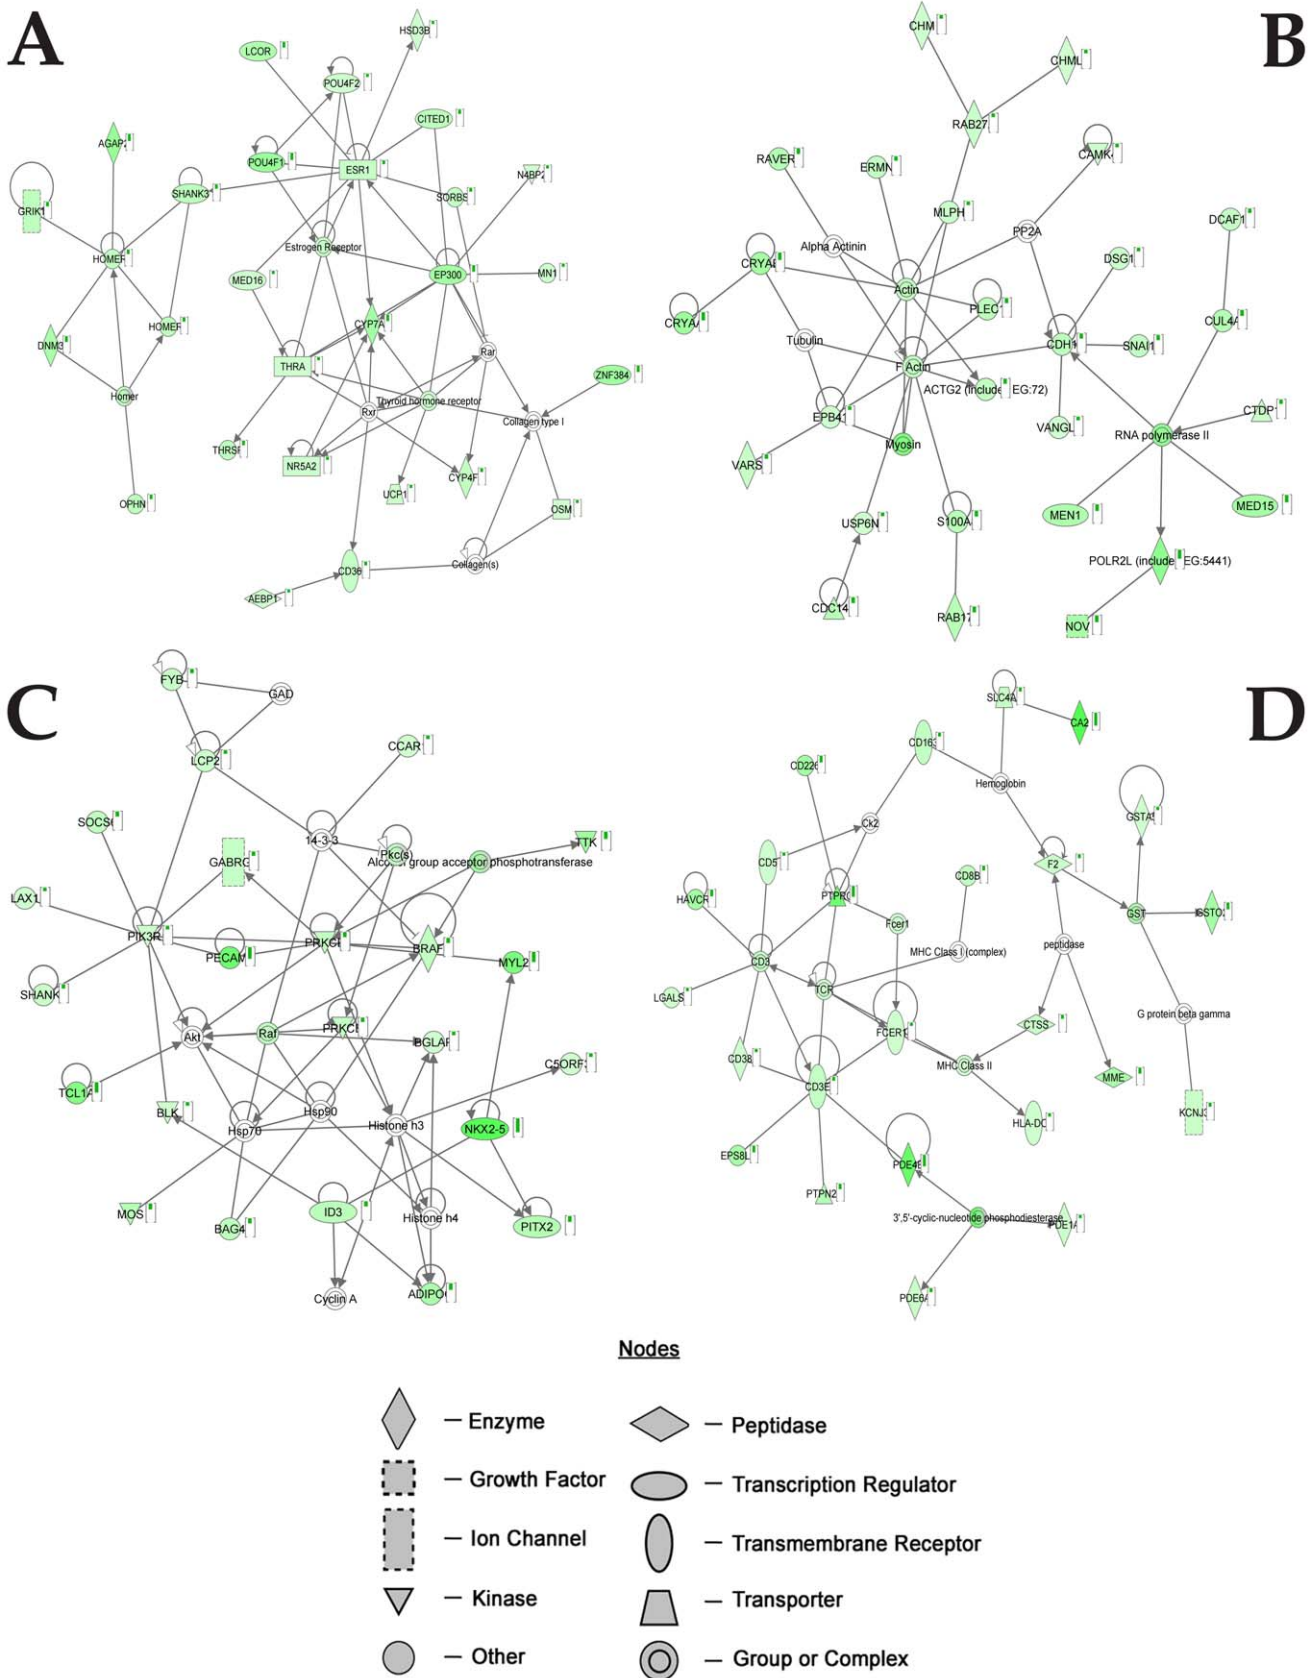 A
B
HSD3B
LCOR
POU4F2
CITED1
AGAP2
POU4F1
ESR1
N4BP2
SHANK3
SORBS
GRIK1
Estrogen Receptor
HOMER
MED16
EP300
MN1
CYP7A
HOMER
DNM3
Rar
THRA
ZNF384
Homer
Rxr
Thyroid hormone receptor
Collagen type I
THRSP
NR5A2
CYP4F
UCP1
OPHN
OSM
CD36
Collagen(s)
AEBP1
CHM
CHML
RAB27
RAVER
ERMN
CAMK
MLPH
DCAF1
PP2A
Alpha Actinin
CRYAB
DSG1
Actin
PLEC
CRYA
CUL4A
Tubulin
CDH1
SNAI1
F Actin
ACTG2 (include EG:72)
EPB41
CTDP
VANGL
RNA polymerase II
Myosin
VARS
MEN1
MED15
USP6N
S100A
POLR2L (include EG:5441)
CDC14
RAB17
NOV
C
D
FYB
GAD
LCP2
CCAR
SOCS
14-3-3
Pkc(s)
TTK
GABRG
Alcohol group acceptor phosphotransferase
LAX1
PIK3R
PRKC
BRAF
PECAM
MYL2
SHANK
Akt
Raf
PRKC
BGLAP
C5ORF
TCL1A
BLK
Hsp90
Hsp70
Histone h3
NKX2-5
MOS
BAG4
ID3
Histone h4
PITX2
Cyclin A
ADIPO
SLC4A
CA2
CD163
CD226
Hemoglobin
GSTA
Ck2
CD5
F2
HAVCR
PTPRC
CD8B
GST
GSTO
Fcer1
MHC Class I (complex)
peptidase
CD3
LGALS
TCR
G protein beta gamma
FCER1
CTSS
CD38
MHC Class II
CD3E
MME
HLA-DQ
KCNJ
EPS8L
PDE4B
PTPN2
3',5'-cyclic-nucleotide phosphodiesterase
PDE1A
PDE6A
Nodes
– Enzyme
– Peptidase
– Growth Factor
– Transcription Regulator
– Ion Channel
– Transmembrane Receptor
– Kinase
– Transporter
– Other
– Group or Complex